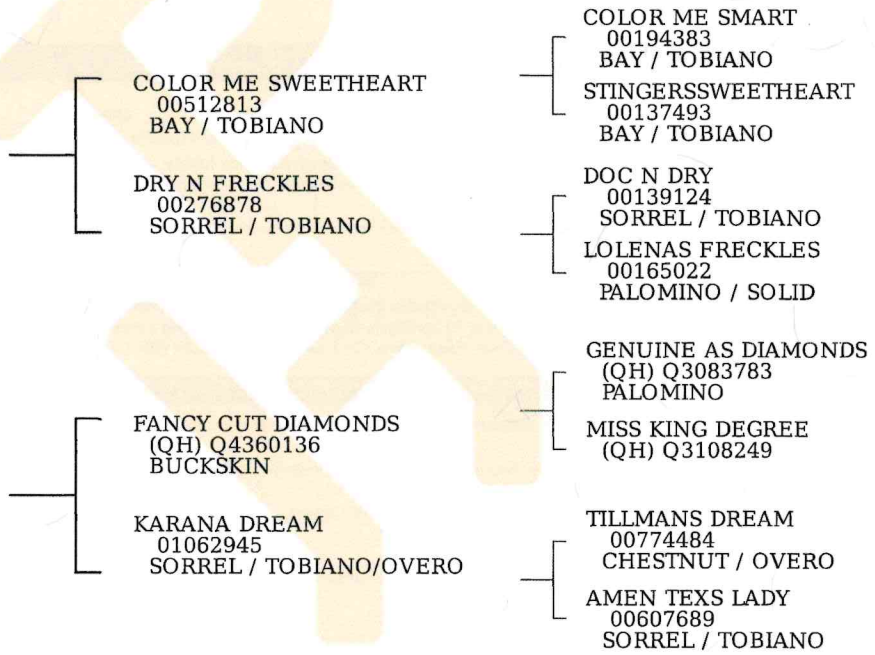 COLOR ME SWEETHEART
00512813
BAY / TOBIANO
DRY N FRECKLES
00276878
SORREL / TOBIANO
FANCY CUT DIAMONDS
(QH) Q4360136
BUCKSKIN
KARANA DREAM
01062945
SORREL / TOBIANO/OVERO
COLOR ME SMART
00194383
BAY / TOBIANO
STINGERSSWEETHEART
00137493
BAY / TOBIANO
DOC N DRY
00139124
SORREL / TOBIANO
LOLENAS FRECKLES
00165022
PALOMINO / SOLID
GENUINE AS DIAMONDS
(QH) Q3083783
PALOMINO
MISS KING DEGREE
(QH) Q3108249
TILLMANS DREAM
00774484
CHESTNUT / OVERO
AMEN TEXS LADY
00607689
SORREL / TOBIANO